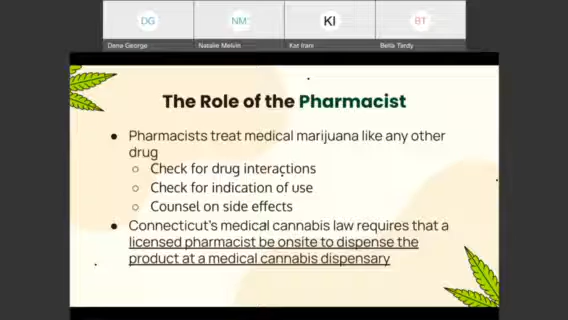 DG
NM
KI
BT
Dena George
Natalie Melvin
Kat Irani
Bella Tardy
The Role of the Pharmacist
● Pharmacists treat medical marijuana like any other
drug
○ Check for drug interactions
○ Check for indication of use
○ Counsel on side effects
● Connecticut's medical cannabis law requires that a
licensed pharmacist be onsite to dispense the
product at a medical cannabis dispensary